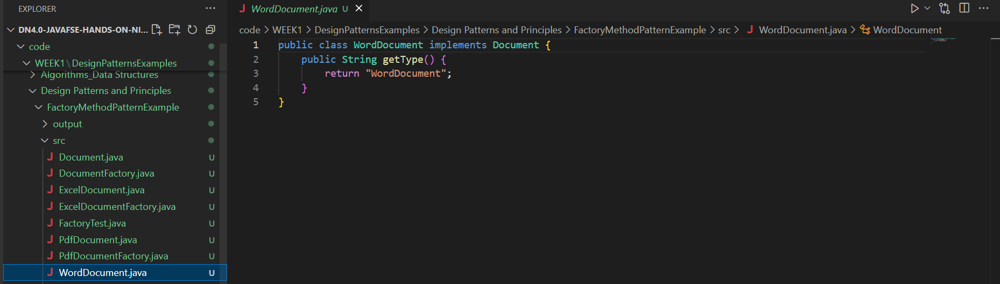 EXPLORER
DN4.0-JAVAFSE-HANDS-ON-NI...
code
WEEK1\DesignPatternsExamples
Algorithms_Data Structures
Design Patterns and Principles
FactoryMethodPatternExample
output
src
J Document.java U
J DocumentFactory.java U
J ExcelDocument.java U
J ExcelDocumentFactory.java U
J FactoryTest.java U
J PdfDocument.java U
J PdfDocumentFactory.java U
J WordDocument.java U
J WordDocument.java U
code > WEEK1 > DesignPatternsExamples > Design Patterns and Principles > FactoryMethodPatternExample > src > J WordDocument.java > WordDocument
1 public class WordDocument implements Document {
2     public String getType() {
3         return "WordDocument";
4     }
5 }